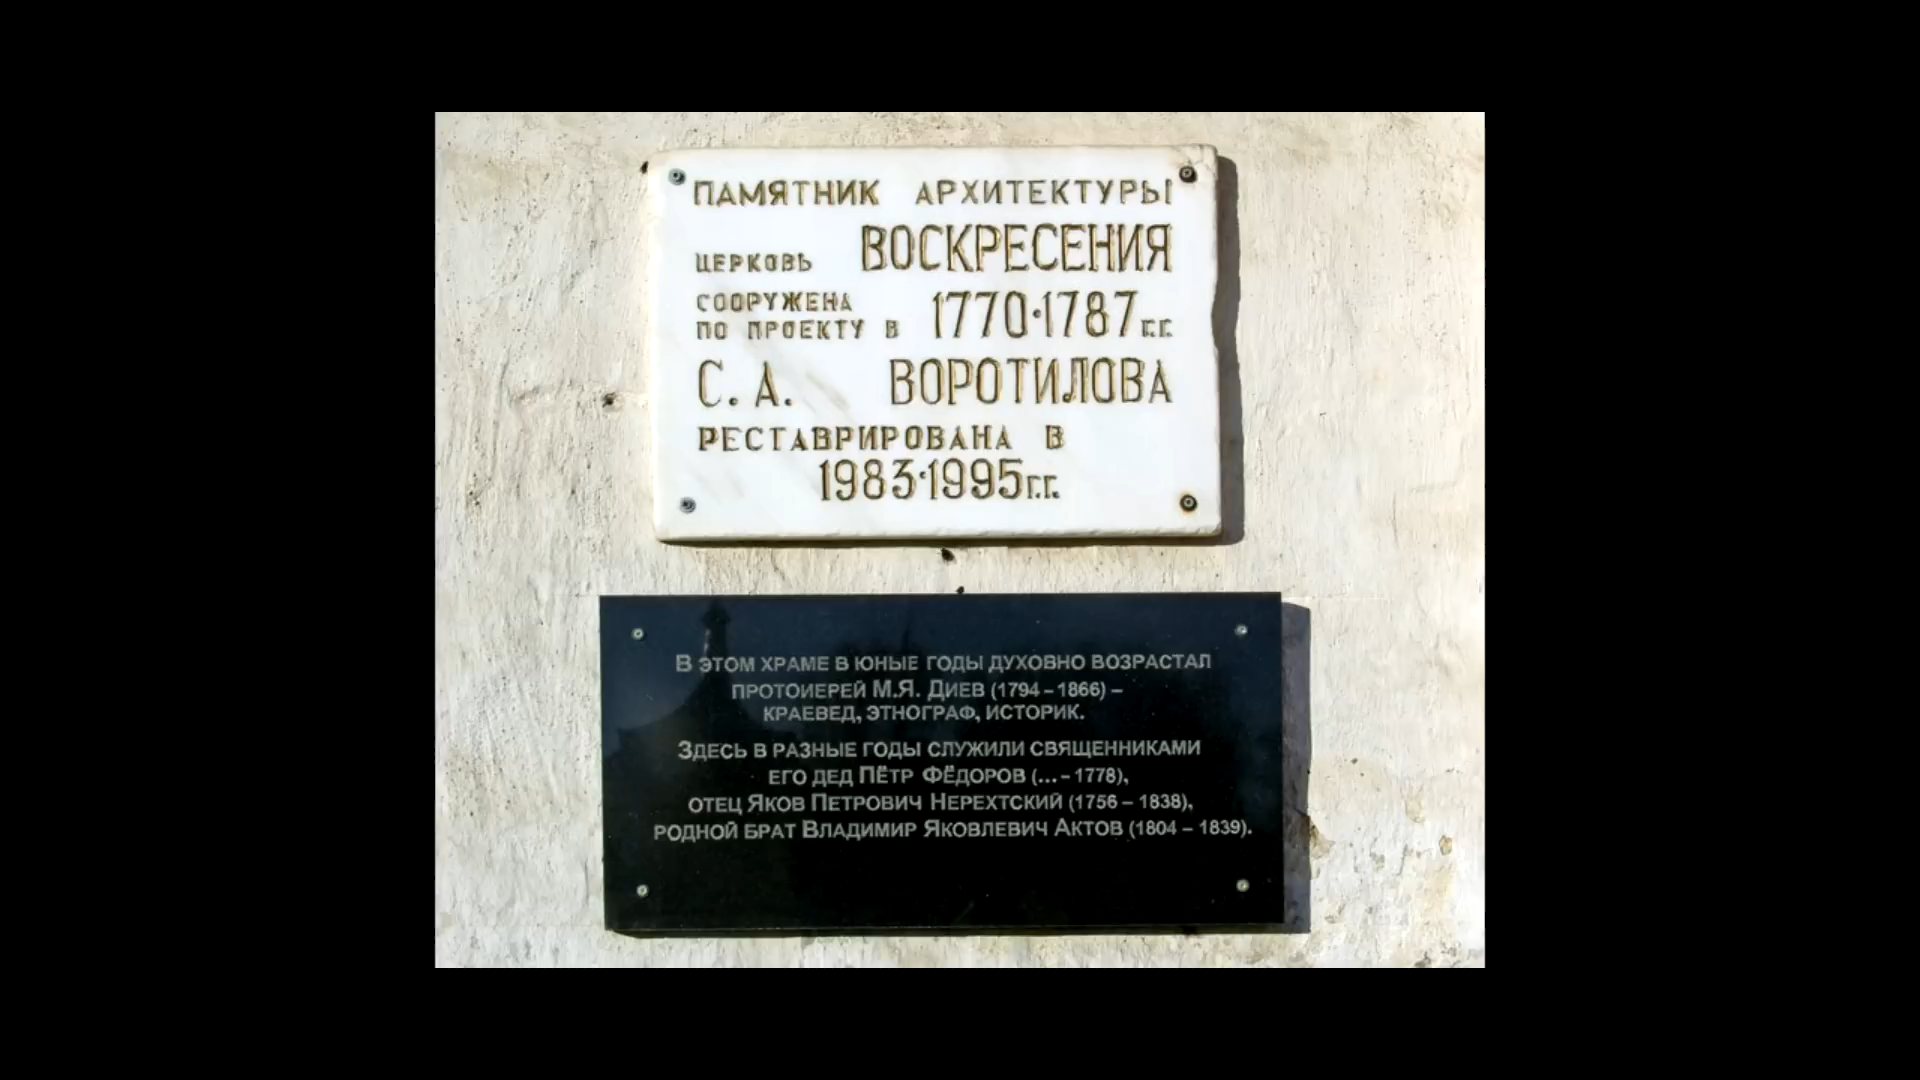 ПАМЯТНИК АРХИТЕКТУРЫ
ЦЕРКОВЬ ВОСКРЕСЕНИЯ
СООРУЖЕНА
ПО ПРОЕКТУ В 1770·1787 г.г.
С. А. ВОРОТИЛОВА
РЕСТАВРИРОВАНА В
1983·1995 г.г.
В ЭТОМ ХРАМЕ В ЮНЫЕ ГОДЫ ДУХОВНО ВОЗРАСТАЛ
ПРОТОИЕРЕЙ М.Я. ДИЕВ (1794 – 1866) –
КРАЕВЕД, ЭТНОГРАФ, ИСТОРИК.
ЗДЕСЬ В РАЗНЫЕ ГОДЫ СЛУЖИЛИ СВЯЩЕННИКАМИ
ЕГО ДЕД ПЁТР ФЁДОРОВ (... – 1778),
ОТЕЦ ЯКОВ ПЕТРОВИЧ НЕРЕХТСКИЙ (1756 – 1838),
РОДНОЙ БРАТ ВЛАДИМИР ЯКОВЛЕВИЧ АКТОВ (1804 – 1839).